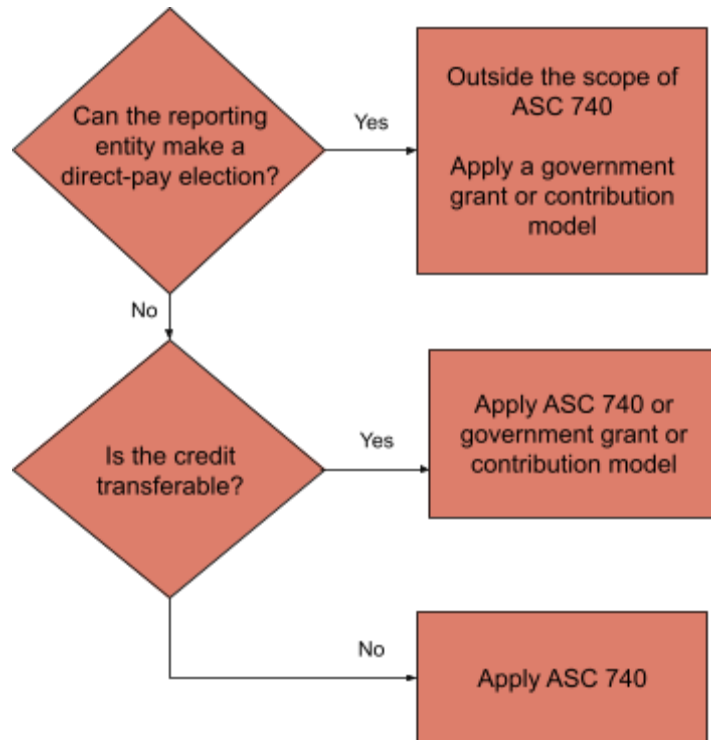 Can the reporting
entity make a
direct-pay election?
Yes
Outside the scope of
ASC 740
Apply a government
grant or contribution
model
No
Is the credit
transferable?
Yes
Apply ASC 740 or
government grant or
contribution model
No
Apply ASC 740